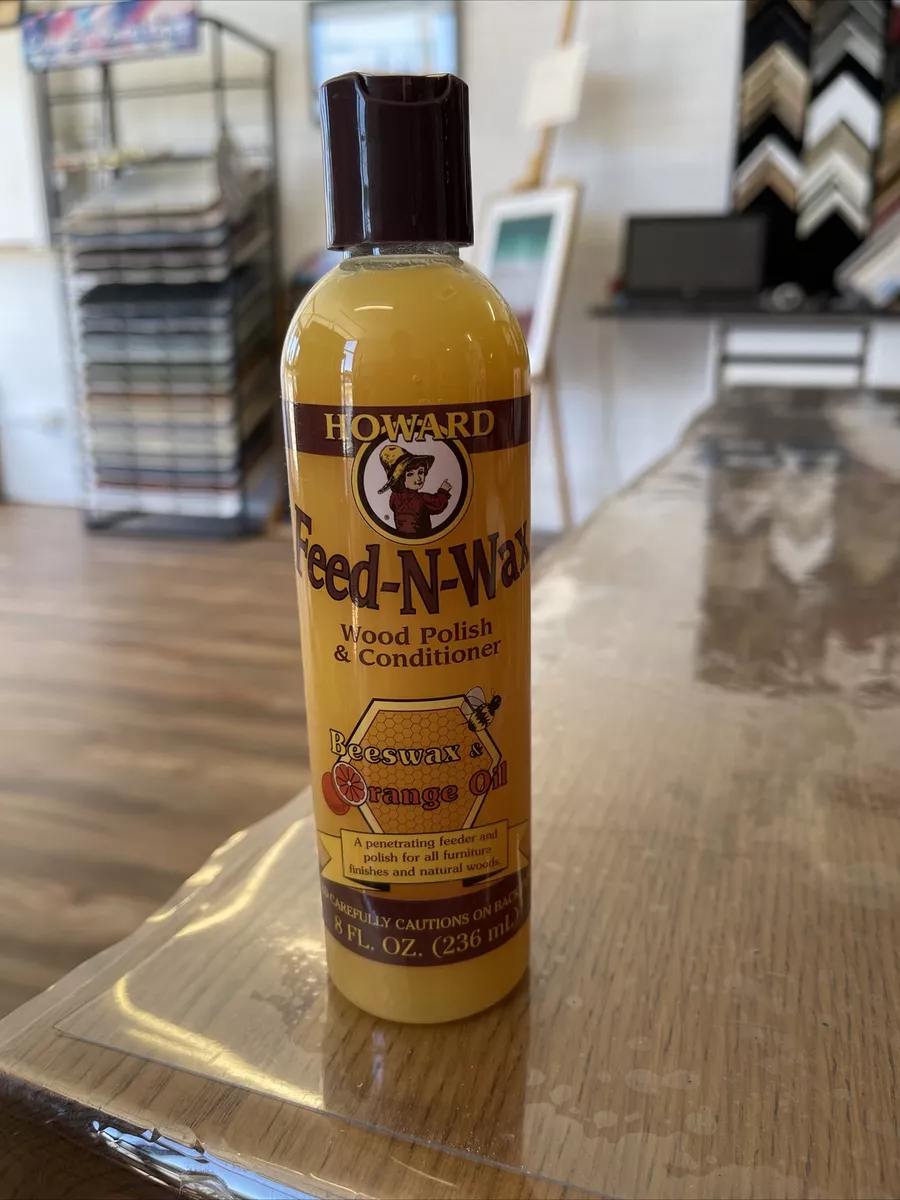 HOWARD
Feed-N-Wax
Wood Polish
& Conditioner
Beeswax &
Orange Oil
A penetrating feeder and
polish for all furniture
finishes and natural woods.
CAREFULLY CAUTIONS ON BACK
8 FL. OZ. (236 mL)